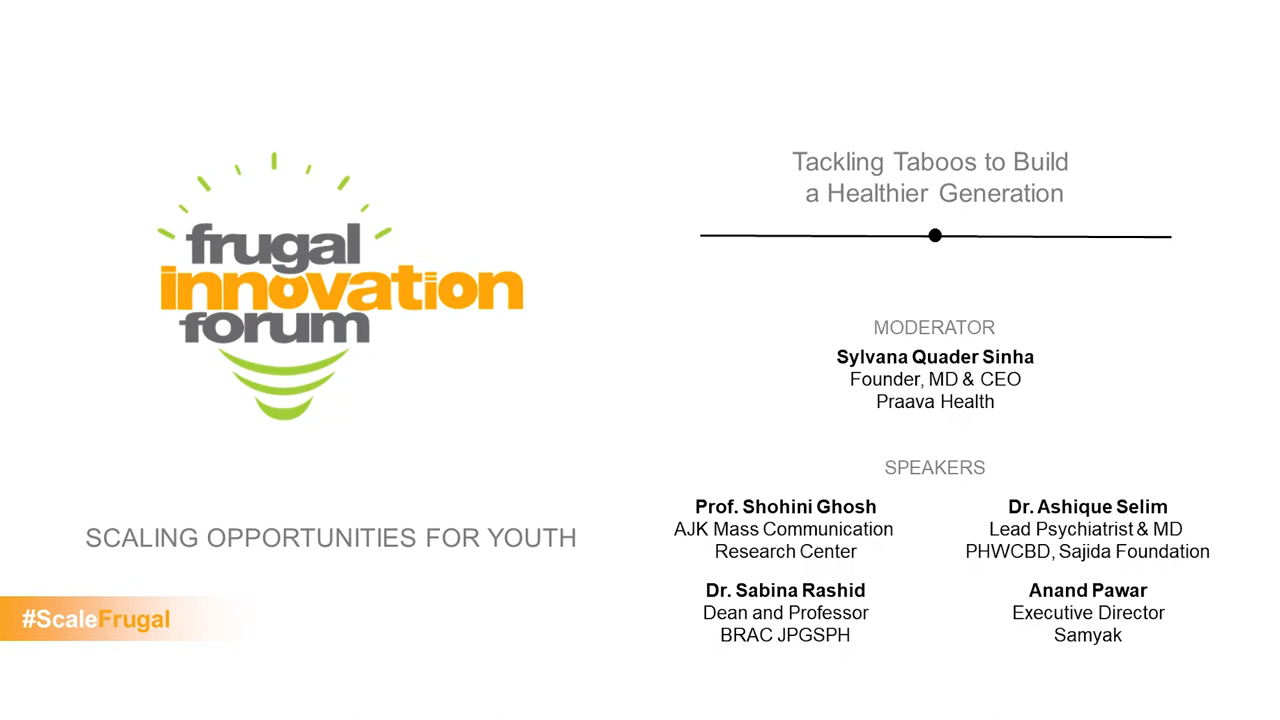 frugal
innovation
forum
SCALING OPPORTUNITIES FOR YOUTH
#ScaleFrugal
Tackling Taboos to Build
a Healthier Generation
MODERATOR
Sylvana Quader Sinha
Founder, MD & CEO
Praava Health
SPEAKERS
Prof. Shohini Ghosh
AJK Mass Communication
Research Center
Dr. Ashique Selim
Lead Psychiatrist & MD
PHWCBD, Sajida Foundation
Dr. Sabina Rashid
Dean and Professor
BRAC JPGSPH
Anand Pawar
Executive Director
Samyak